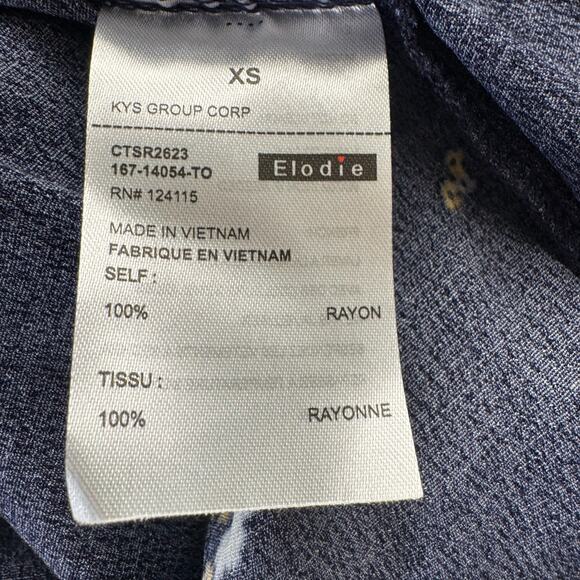 XS
KYS GROUP CORP
CTSR2623
167-14054-TO
Elodie
RN# 124115
MADE IN VIETNAM
FABRIQUE EN VIETNAM
SELF :
100% RAYON
TISSU :
100% RAYONNE